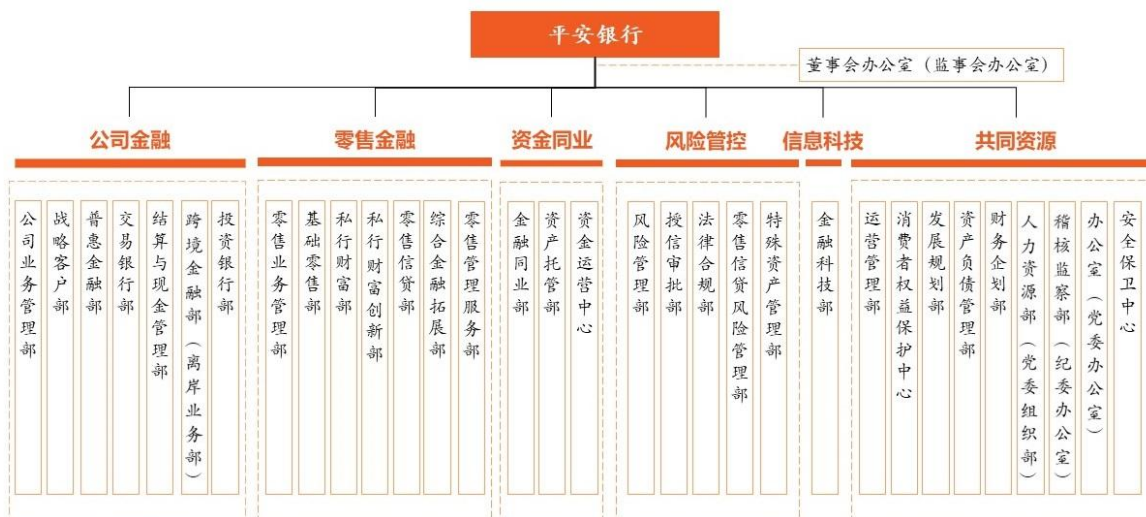 平安银行
董事会办公室（监事会办公室）
公司金融
零售金融
资金同业
风险管控
信息科技
共同资源
公司业务管理部
战略客户部
普惠金融部
交易银行部
结算与现金管理部
跨境金融部（离岸业务部）
投资银行部
零售业务管理部
基础零售部
私行财富部
私行财富创新部
零售信贷部
综合金融拓展部
零售管理服务部
金融同业部
资产托管部
资金运营中心
风险管理部
授信审批部
法律合规部
零售信贷风险管理部
特殊资产管理部
金融科技部
运营管理部
消费者权益保护中心
发展规划部
资产负债管理部
财务企划部
人力资源部（党委组织部）
稽核监察部（纪委办公室）
办公室（党委办公室）
安全保卫中心